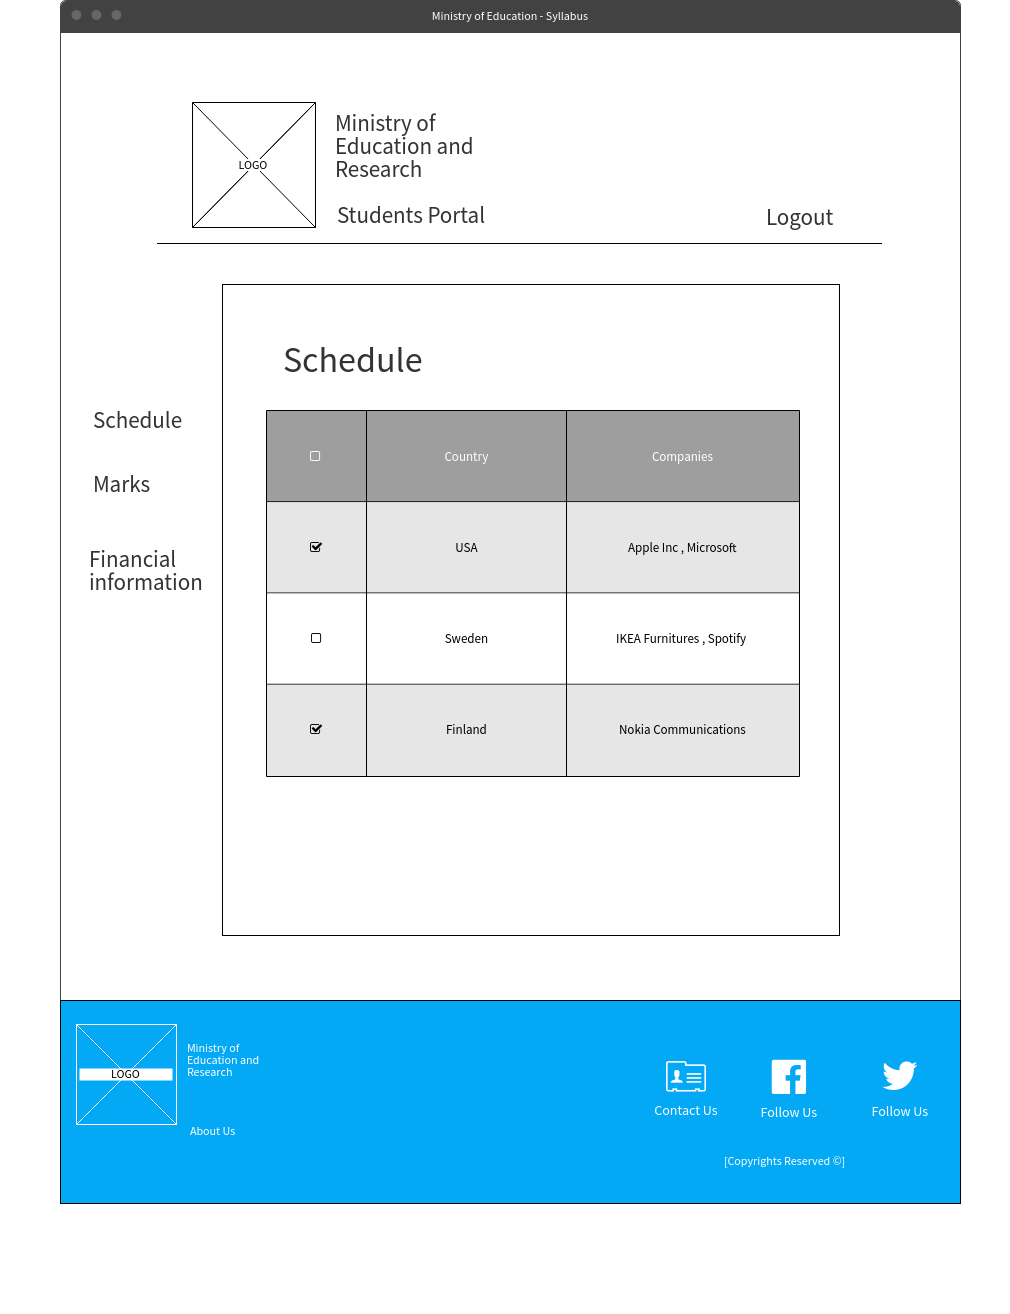 Ministry of Education - Syllabus
LOGO
Ministry of
Education and
Research
Students Portal
Logout
Schedule
Schedule
Marks
Financial
information
Country
Companies
USA
Apple Inc , Microsoft
Sweden
IKEA Furnitures , Spotify
Finland
Nokia Communications
LOGO
Ministry of
Education and
Research
About Us
Contact Us
Follow Us
Follow Us
[Copyrights Reserved ©]